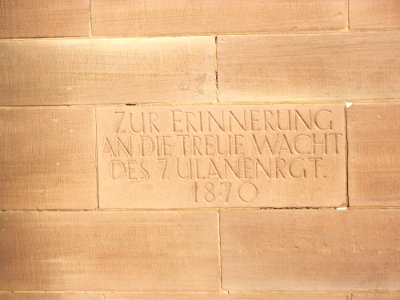 ZUR ERINNERUNG
AN DIE TREUE WACHT
DES 7. ULANENRGT.
1870